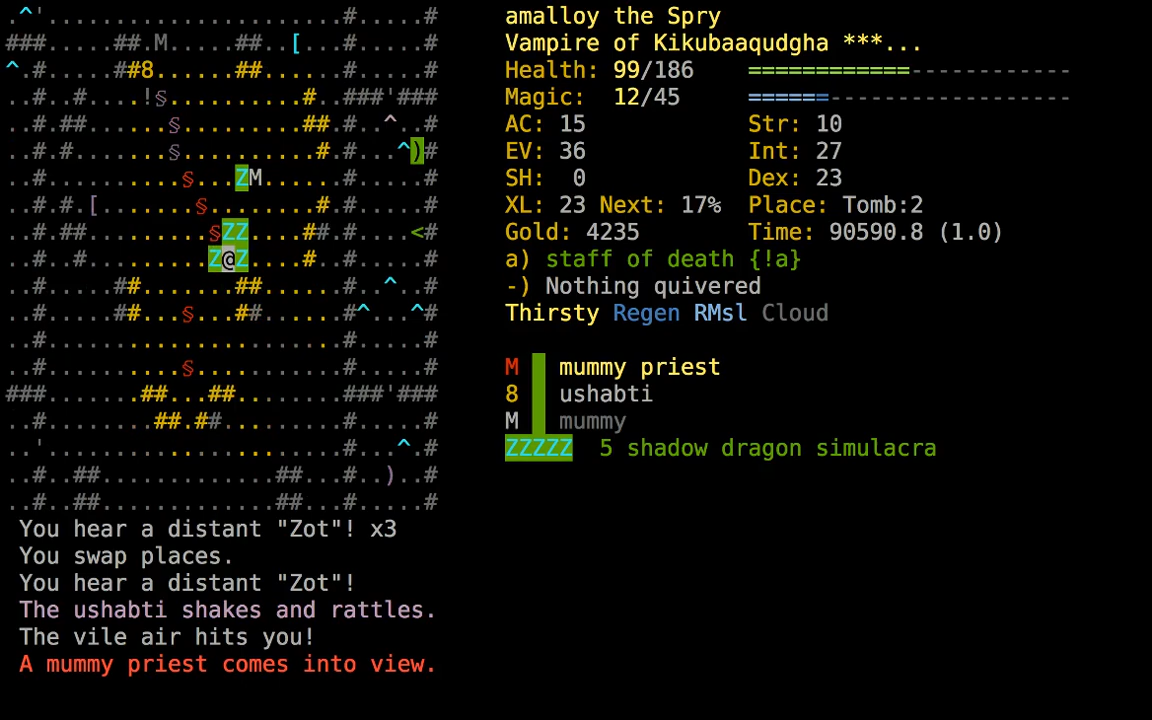 amalloy the Spry
Vampire of Kikubaaqudgha ***...
Health: 99/186 ============------------
Magic: 12/45 ======------------------
AC: 15 Str: 10
EV: 36 Int: 27
SH: 0 Dex: 23
XL: 23 Next: 17% Place: Tomb:2
Gold: 4235 Time: 90590.8 (1.0)
a) staff of death {!a}
-) Nothing quivered
Thirsty Regen RMsl Cloud
M mummy priest
8 ushabti
M mummy
ZZZZZ 5 shadow dragon simulacra
You hear a distant "Zot"! x3
You swap places.
You hear a distant "Zot"!
The ushabti shakes and rattles.
The vile air hits you!
A mummy priest comes into view.